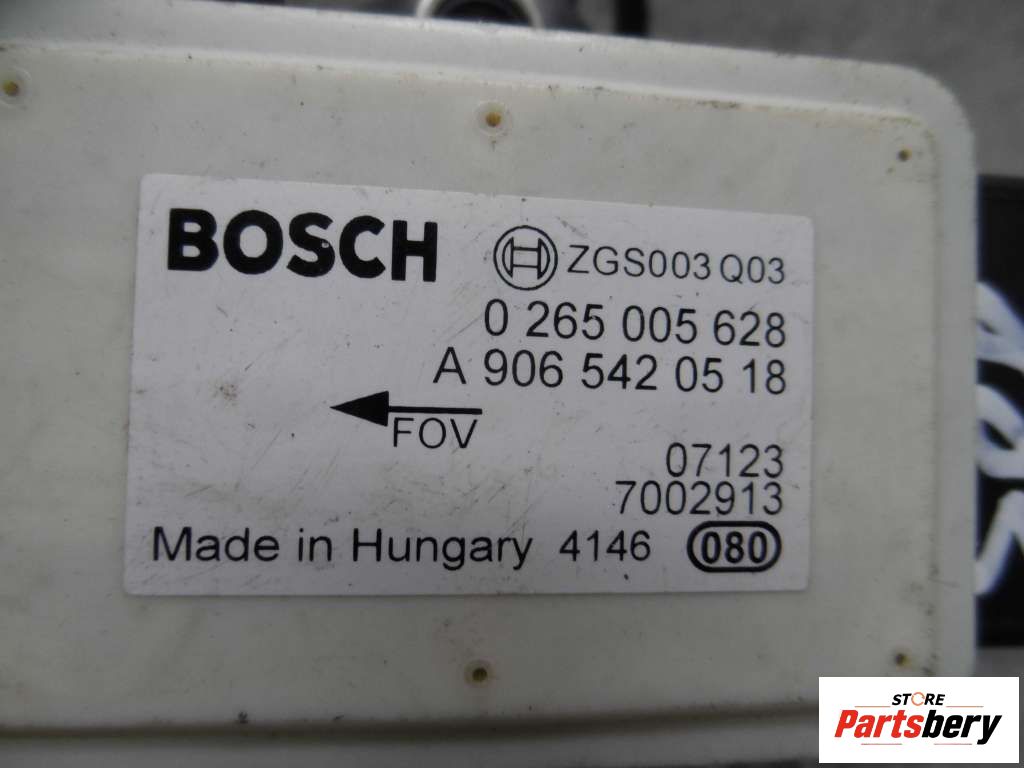 BOSCH
ZGS003 Q03
0 265 005 628
A 906 542 05 18
FOV
07123
7002913
Made in Hungary 4146 080
STORE
Partsbery